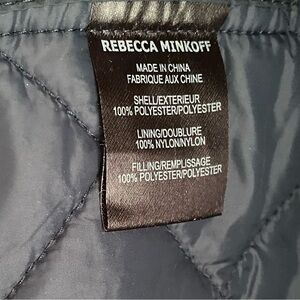 REBECCA MINKOFF
MADE IN CHINA
FABRIQUE AUX CHINE
SHELL/EXTERIEUR
100% POLYESTER/POLYESTER
LINING/DOUBLURE
100% NYLON/NYLON
FILLING/REMPLISSAGE
100% POLYESTER/POLYESTER